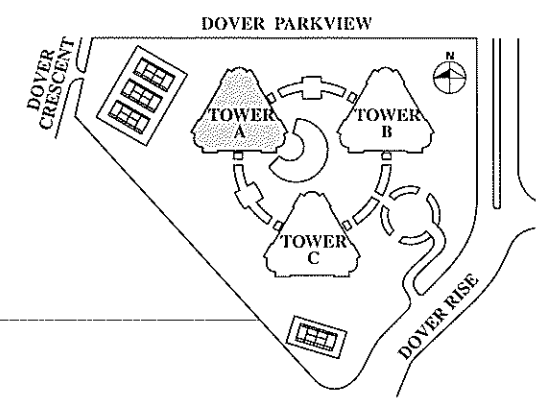 DOVER PARKVIEW
DOVER
CRESCENT
N
TOWER
A
TOWER
B
TOWER
C
DOVER RISE